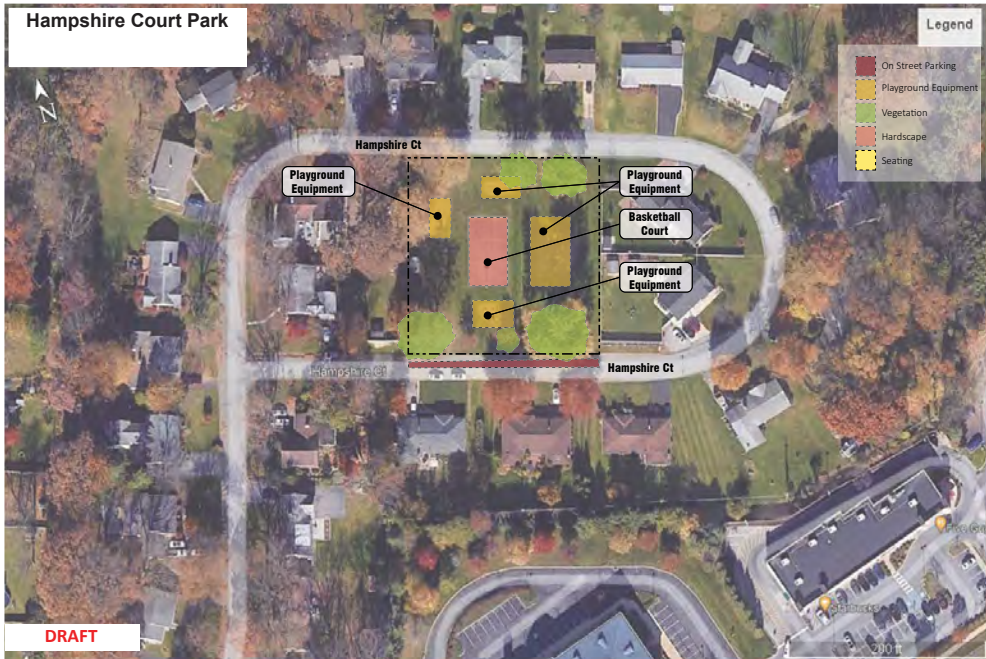 Hampshire Court Park
Legend
On Street Parking
Playground Equipment
Vegetation
Hardscape
Seating
N
Hampshire Ct
Playground
Equipment
Playground
Equipment
Basketball
Court
Playground
Equipment
Hampshire Ct
Hampshire Ct
Starbucks
200 ft
DRAFT